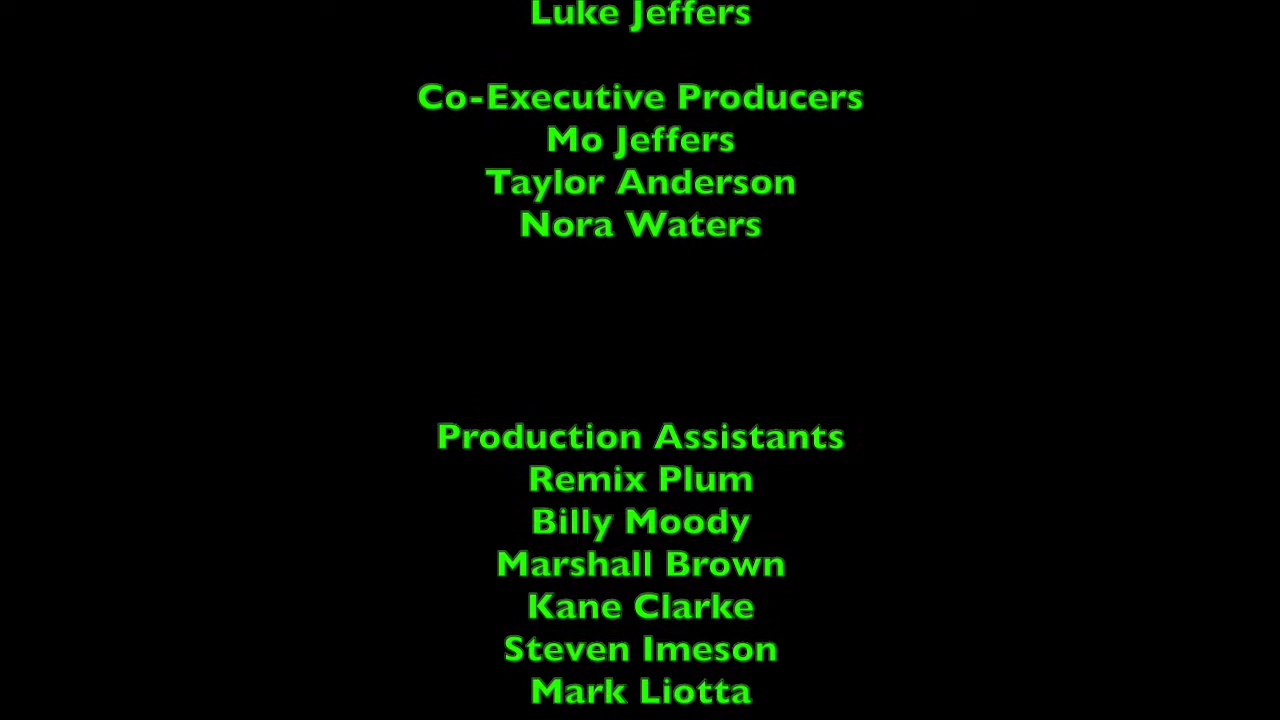 Luke Jeffers
Co-Executive Producers
Mo Jeffers
Taylor Anderson
Nora Waters
Production Assistants
Remix Plum
Billy Moody
Marshall Brown
Kane Clarke
Steven Imeson
Mark Liotta